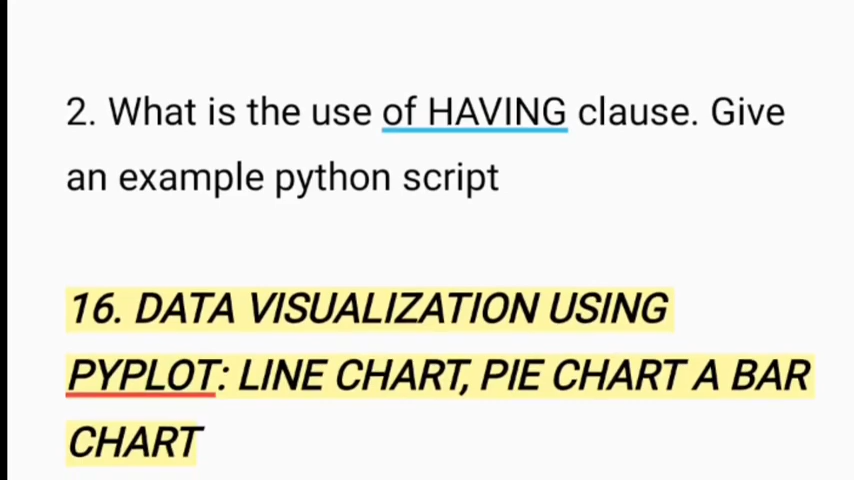 2. What is the use of HAVING clause. Give
an example python script
16. DATA VISUALIZATION USING
PYPLOT: LINE CHART, PIE CHART A BAR
CHART